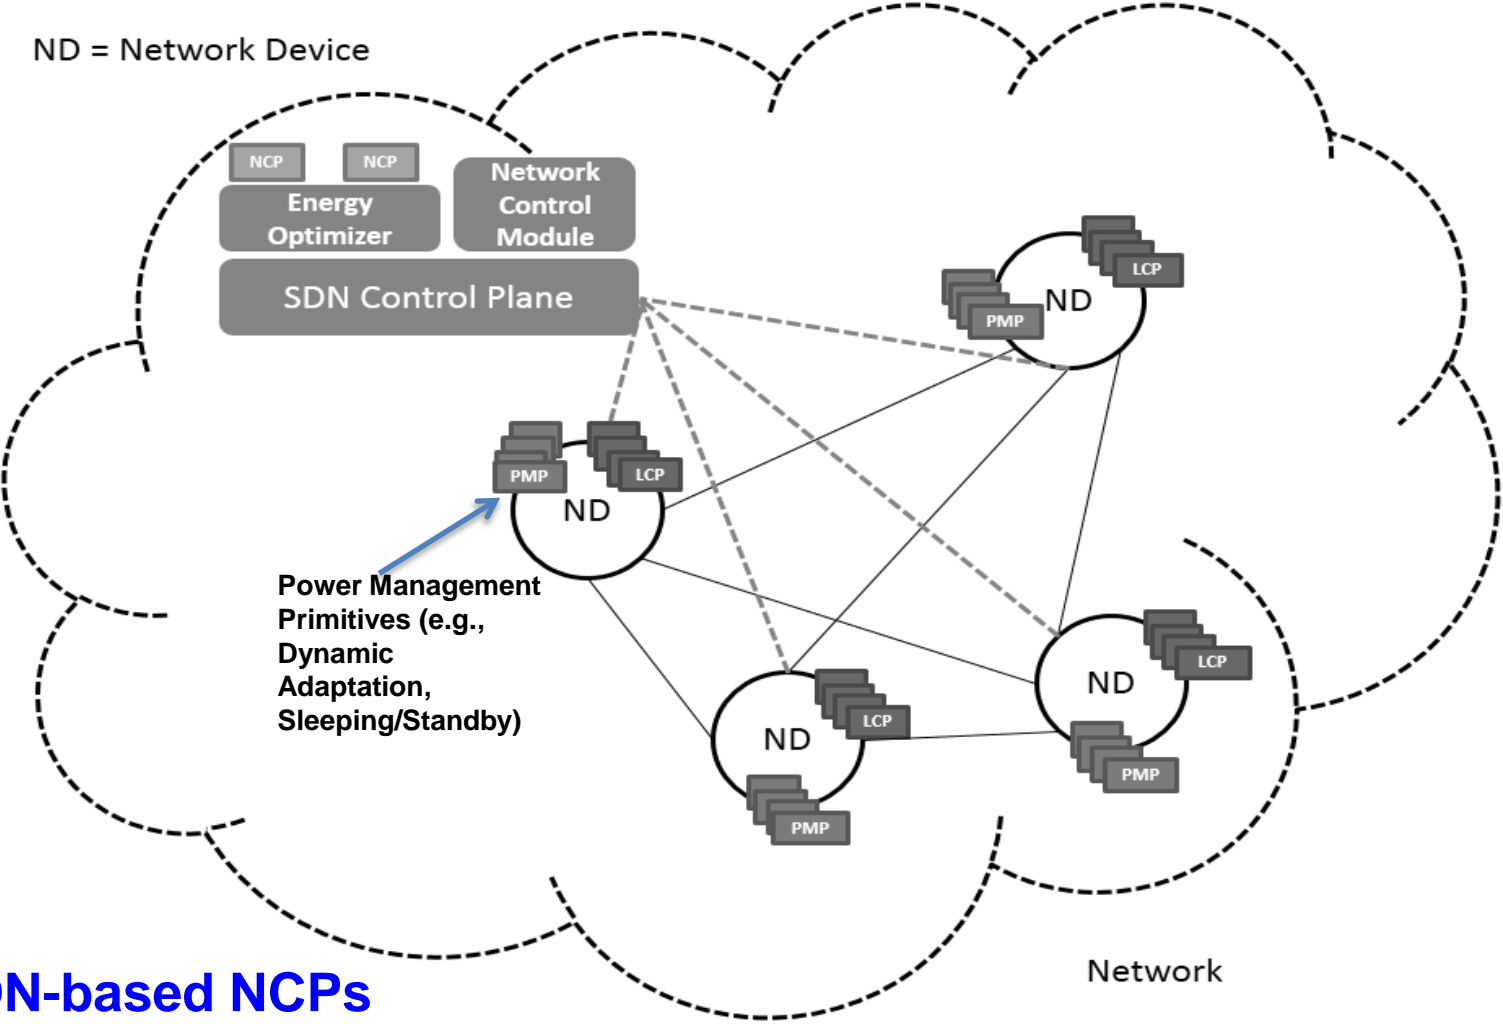 ND = Network Device
NCP
NCP
Energy
Optimizer
Network
Control
Module
SDN Control Plane
LCP
ND
PMP
PMP
LCP
ND
Power Management
Primitives (e.g.,
Dynamic
Adaptation,
Sleeping/Standby)
LCP
ND
PMP
LCP
ND
PMP
Network
N-based NCPs